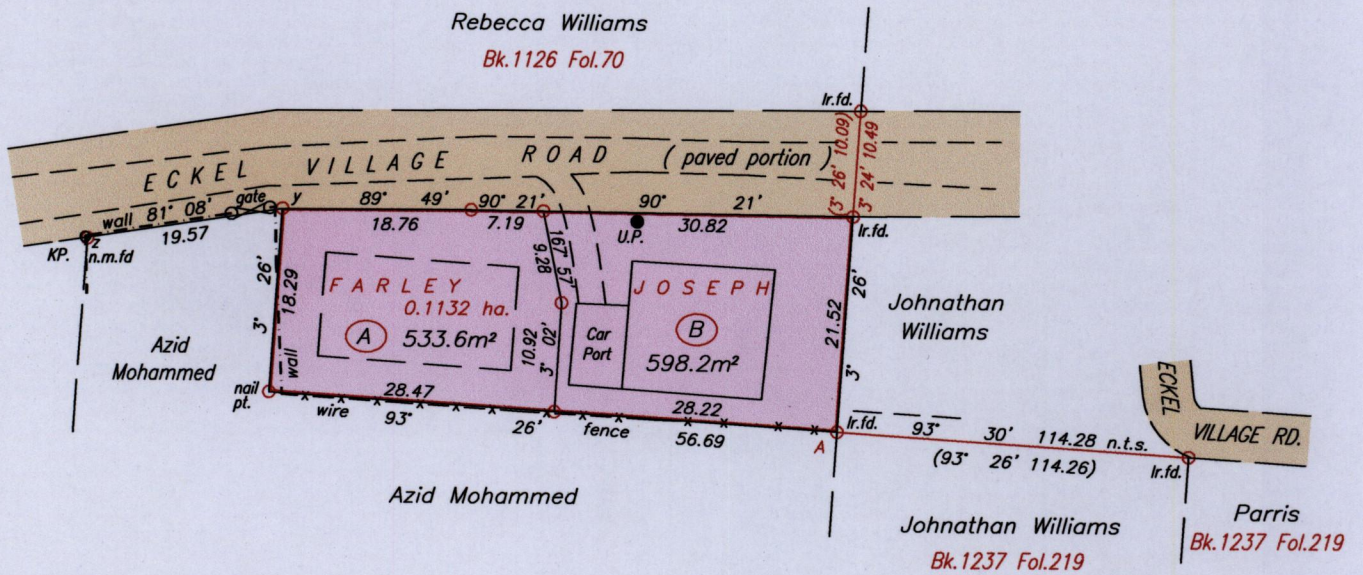 Rebecca Williams
Bk.1126 Fol.70
Ir.fd.
(3° 26' 10.09)
3° 24' 10.49
ECKEL VILLAGE ROAD (paved portion)
wall 81° 08'
19.57
gate
y
89° 49'
18.76
90° 21'
7.19
90° 21'
30.82
U.P.
Ir.fd.
KP.
z
n.m.fd
26'
3°
18.29
wall
167° 57'
9.28
FARLEY
0.1132 ha.
A
533.6m²
10.92
3° 02'
Car
Port
JOSEPH
B
598.2m²
26'
3°
21.52
Johnathan
Williams
Azid
Mohammed
nail
pt.
28.47
wire
93°
26'
fence
28.22
56.69
A
Ir.fd.
93° 30' 114.28 n.t.s.
(93° 26' 114.26)
Ir.fd.
ECKEL
VILLAGE RD.
Azid Mohammed
Johnathan Williams
Bk.1237 Fol.219
Parris
Bk.1237 Fol.219